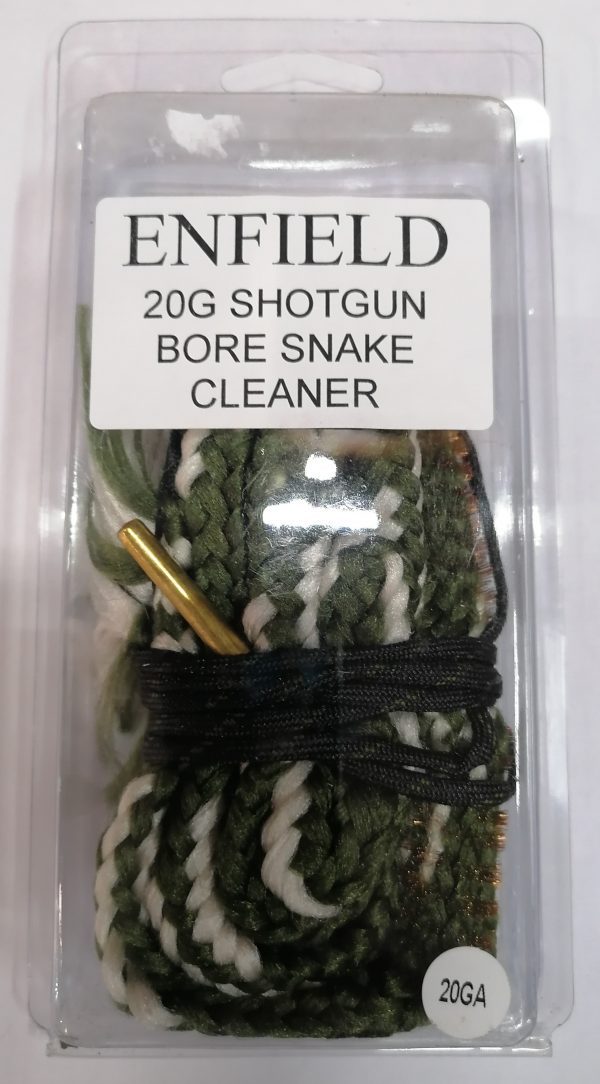 ENFIELD
20G SHOTGUN
BORE SNAKE
CLEANER
20GA